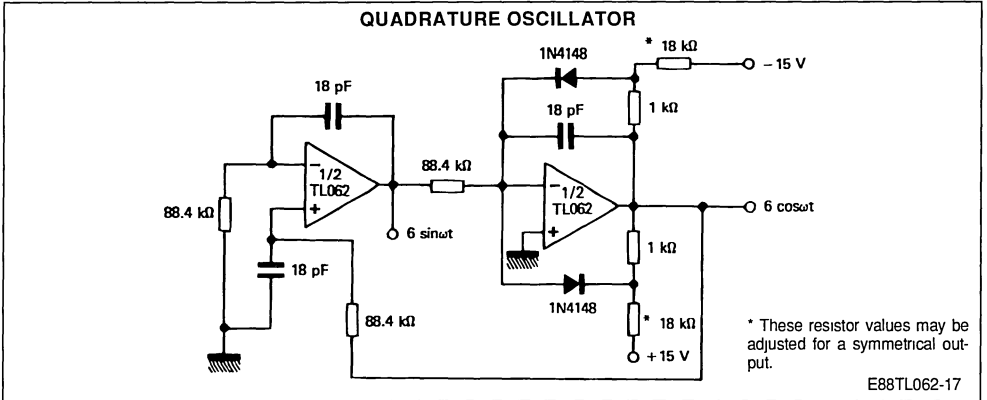 QUADRATURE OSCILLATOR
* 18 kΩ
1N4148
– 15 V
18 pF
18 pF
1 kΩ
88.4 kΩ
–
1/2
TL062
+
–
1/2
TL062
+
88.4 kΩ
6 sinωt
6 cosωt
18 pF
1 kΩ
1N4148
88.4 kΩ
* 18 kΩ
+ 15 V
* These resistor values may be
adjusted for a symmetrical out-
put.
E88TL062-17